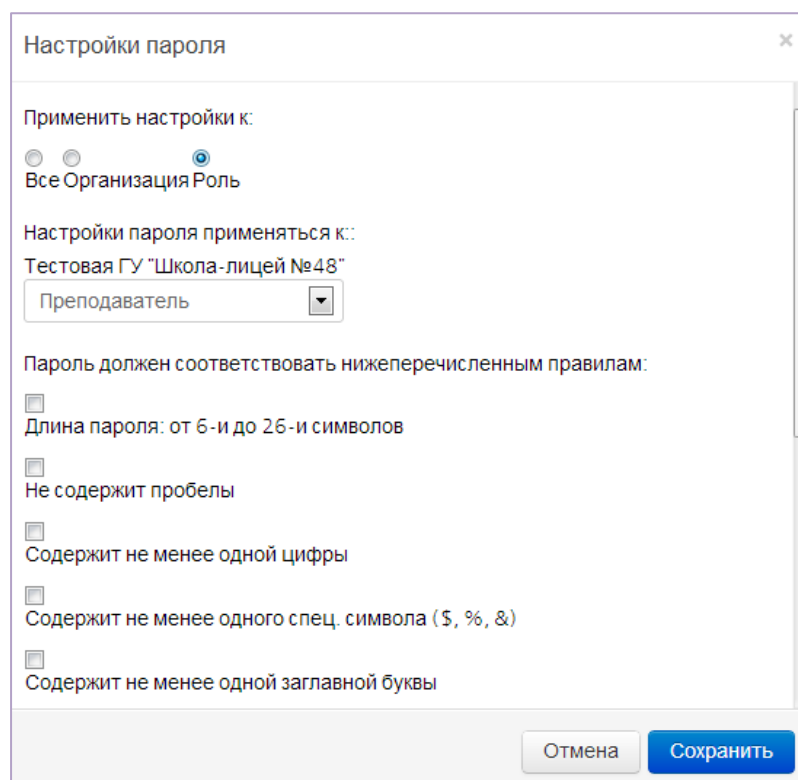 Настройки пароля ×
Применить настройки к:
Все Организация Роль
Настройки пароля применяться к::
Тестовая ГУ "Школа-лицей №48"
Преподаватель
Пароль должен соответствовать нижеперечисленным правилам:
Длина пароля: от 6-и до 26-и символов
Не содержит пробелы
Содержит не менее одной цифры
Содержит не менее одного спец. символа ($, %, &)
Содержит не менее одной заглавной буквы
Отмена Сохранить